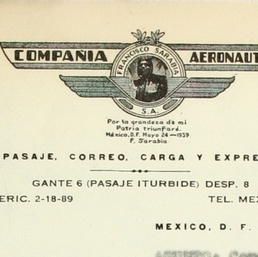 COMPAÑIA AERONAUT
FRANCISCO SARABIA
S.A.
Por la grandeza de mi
Patria triunfaré.
México, D.F. Mayo 24-1939
F. Sarabia
PASAJE, CORREO, CARGA Y EXPRE
GANTE 6 (PASAJE ITURBIDE) DESP. 8
ERIC. 2-18-89 TEL. ME
MEXICO, D. F.